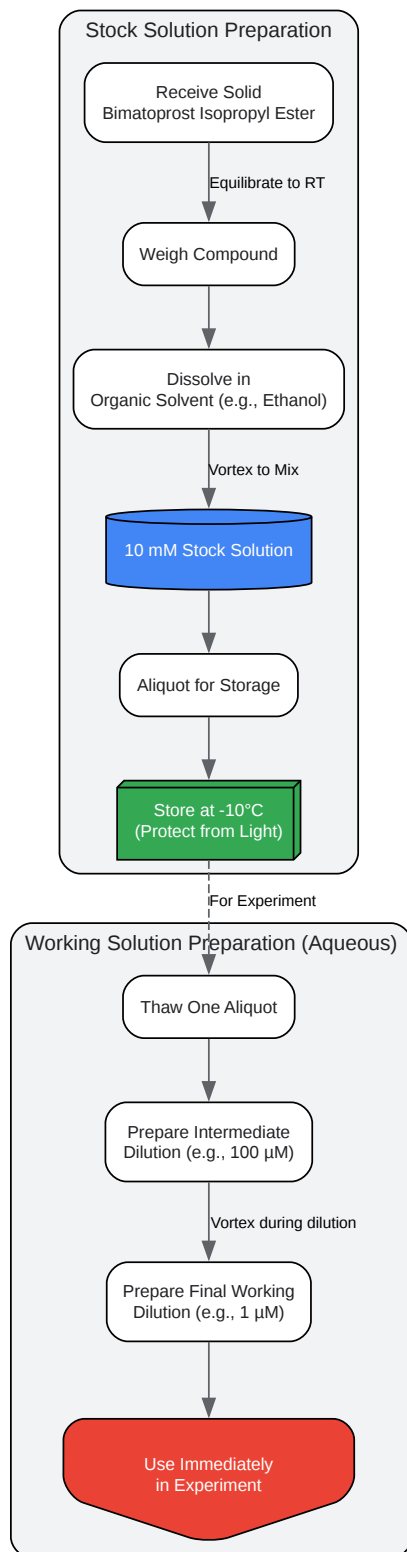 Stock Solution Preparation
Receive Solid
Bimatoprost Isopropyl Ester
Equilibrate to RT
Weigh Compound
Dissolve in
Organic Solvent (e.g., Ethanol)
Vortex to Mix
10 mM Stock Solution
Aliquot for Storage
Store at -10°C
(Protect from Light)
For Experiment
Working Solution Preparation (Aqueous)
Thaw One Aliquot
Prepare Intermediate
Dilution (e.g., 100 µM)
Vortex during dilution
Prepare Final Working
Dilution (e.g., 1 µM)
Use Immediately
in Experiment